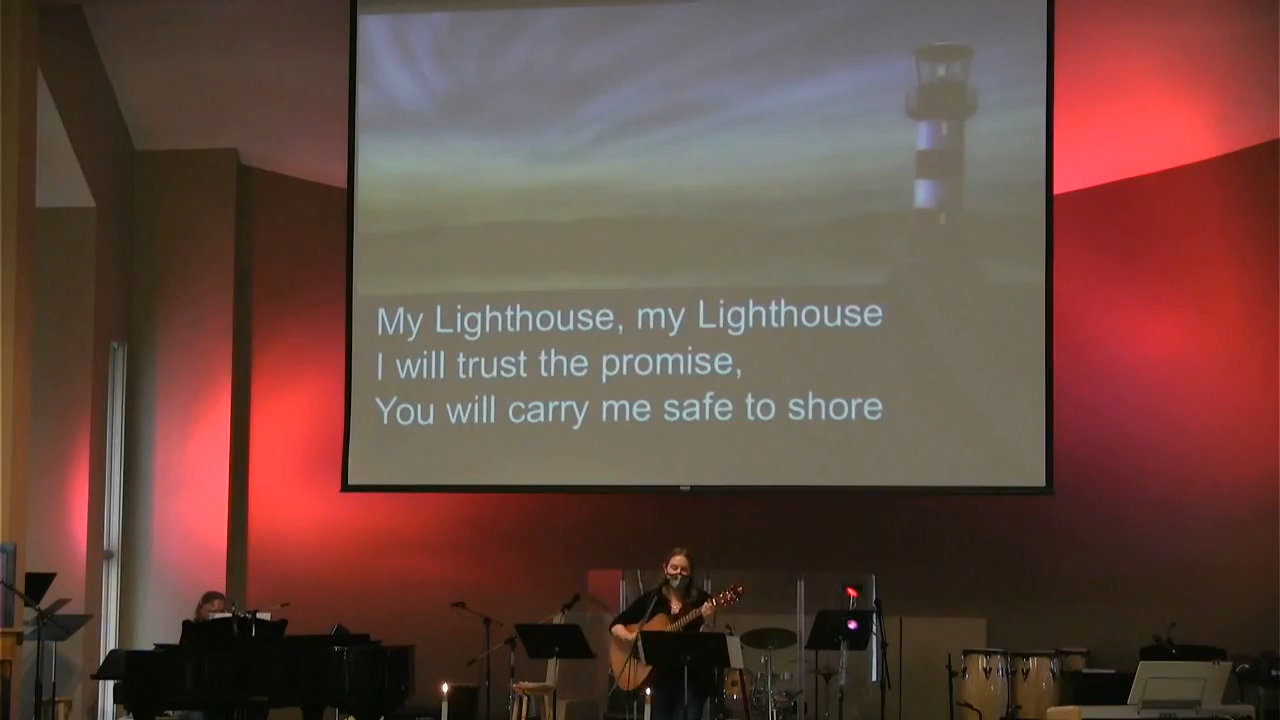 My Lighthouse, my Lighthouse
I will trust the promise,
You will carry me safe to shore